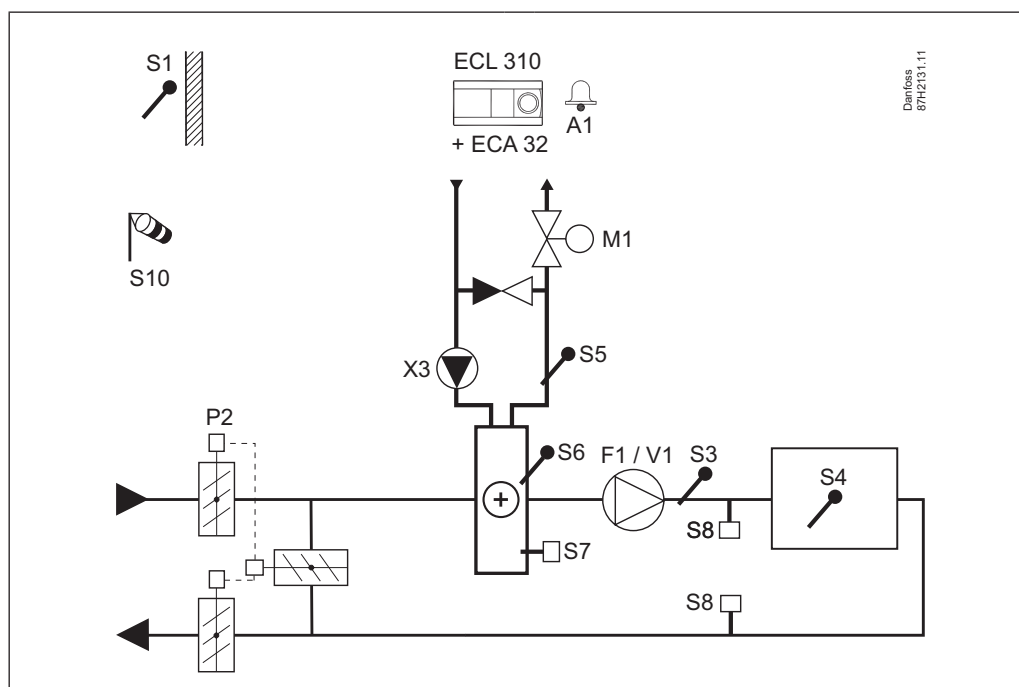 S1
ECL 310
A1
+ ECA 32
Danfoss
87H2131.11
S10
M1
X3
S5
P2
S6
F1 / V1
S3
S4
S8
S7
S8